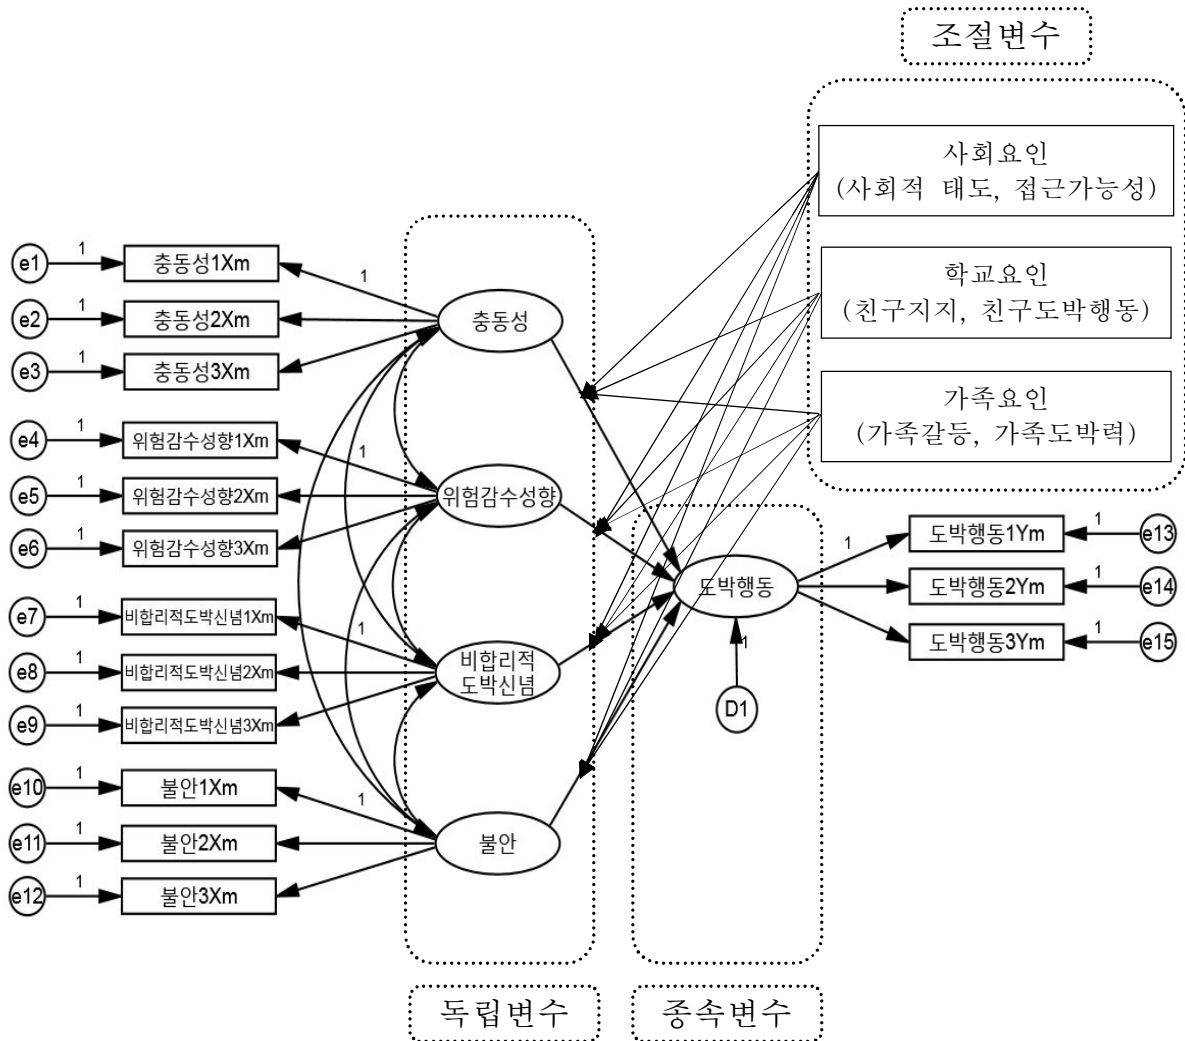 조절변수
사회요인
(사회적 태도, 접근가능성)
학교요인
(친구지지, 친구도박행동)
가족요인
(가족갈등, 가족도박력)
e1 1 충동성1Xm 1
e2 1 충동성2Xm
e3 1 충동성3Xm
충동성
e4 1 위험감수성향1Xm 1
e5 1 위험감수성향2Xm
e6 1 위험감수성향3Xm
위험감수성향
e7 1 비합리적도박신념1Xm 1
e8 1 비합리적도박신념2Xm
e9 1 비합리적도박신념3Xm
비합리적
도박신념
e10 1 불안1Xm 1
e11 1 불안2Xm
e12 1 불안3Xm
불안
도박행동
1
D1
1 도박행동1Ym 1 e13
도박행동2Ym 1 e14
도박행동3Ym 1 e15
독립변수
종속변수